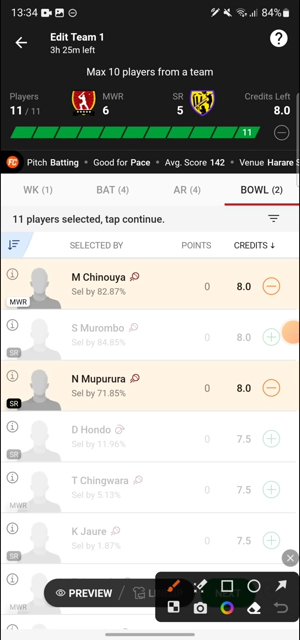 13:34
84%
Edit Team 1
3h 25m left
?
Max 10 players from a team
Players
11 / 11
MWR
6
SR
5
Credits Left
8.0
11
FC Pitch Batting • Good for Pace • Avg. Score 142 • Venue Harare S
WK (1) BAT (4) AR (4) BOWL (2)
11 players selected, tap continue.
SELECTED BY POINTS CREDITS ↓
M Chinouya
Sel by 82.87%
0 8.0
MWR
S Murombo
Sel by 84.85%
0 8.0
SR
N Mupurura
Sel by 71.85%
0 8.0
SR
D Hondo
Sel by 11.96%
0 7.5
SR
T Chingwara
Sel by 5.13%
0 7.5
MWR
K Jaure
Sel by 1.87%
0 7.5
SR
PREVIEW
MWR